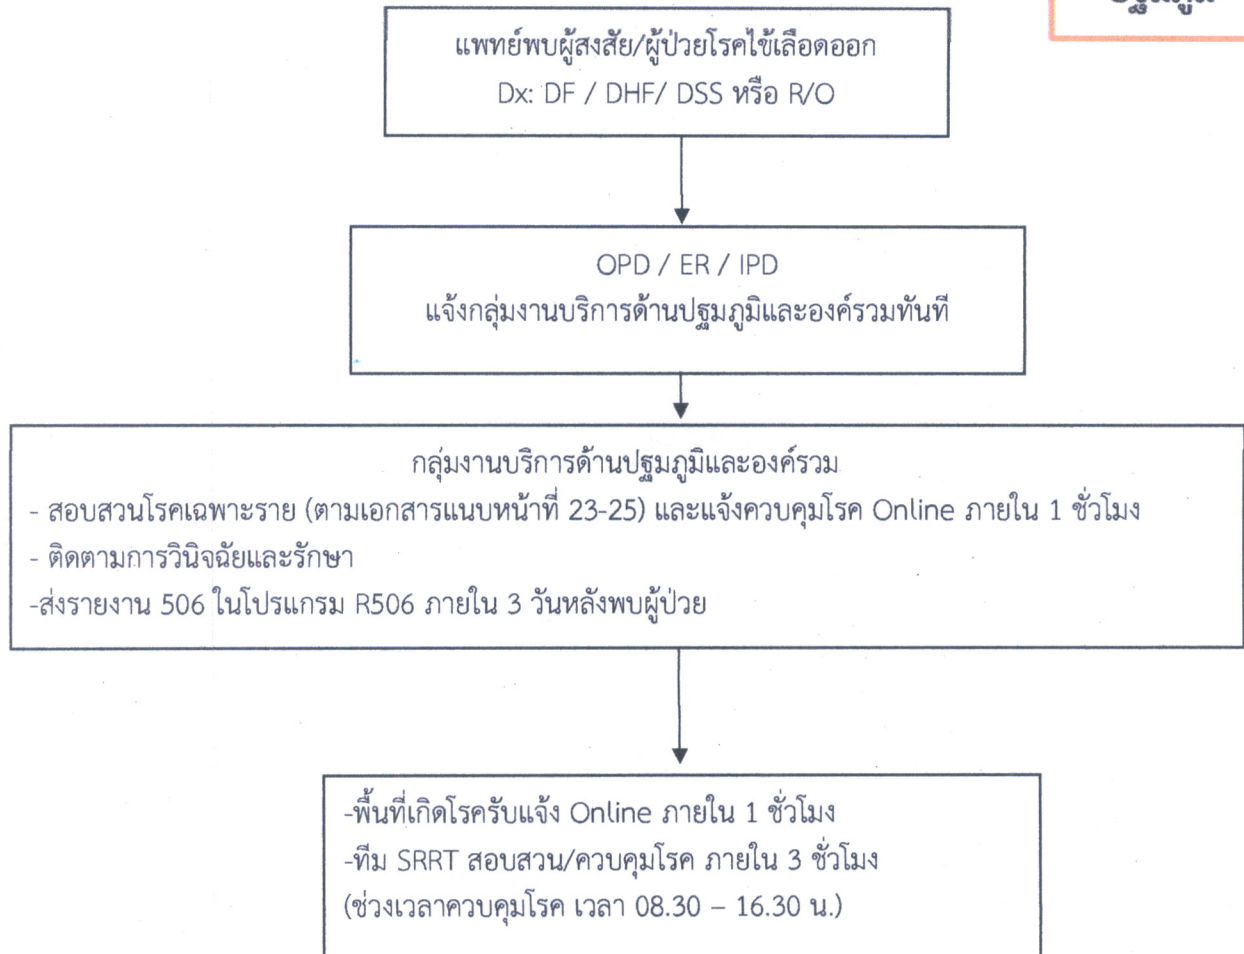 แพทย์พบผู้สงสัย/ผู้ป่วยโรคไข้เลือดออก
Dx: DF / DHF/ DSS หรือ R/O
OPD / ER / IPD
แจ้งกลุ่มงานบริการด้านปฐมภูมิและองค์รวมทันที
กลุ่มงานบริการด้านปฐมภูมิและองค์รวม
- สอบสวนโรคเฉพาะราย (ตามเอกสารแนบหน้าที่ 23-25) และแจ้งควบคุมโรค Online ภายใน 1 ชั่วโมง
- ติดตามการวินิจฉัยและรักษา
-ส่งรายงาน 506 ในโปรแกรม R506 ภายใน 3 วันหลังพบผู้ป่วย
-พื้นที่เกิดโรครับแจ้ง Online ภายใน 1 ชั่วโมง
-ทีม SRRT สอบสวน/ควบคุมโรค ภายใน 3 ชั่วโมง
(ช่วงเวลาควบคุมโรค เวลา 08.30 – 16.30 น.)